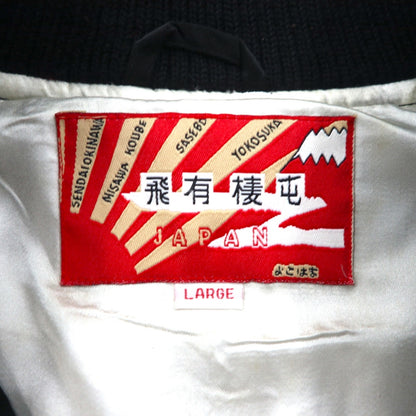 SENDAI OKINAWA
MISAWA KOUBE
SASEBO
YOKOSUKA
飛有棲屯
JAPAN
よこはま
LARGE